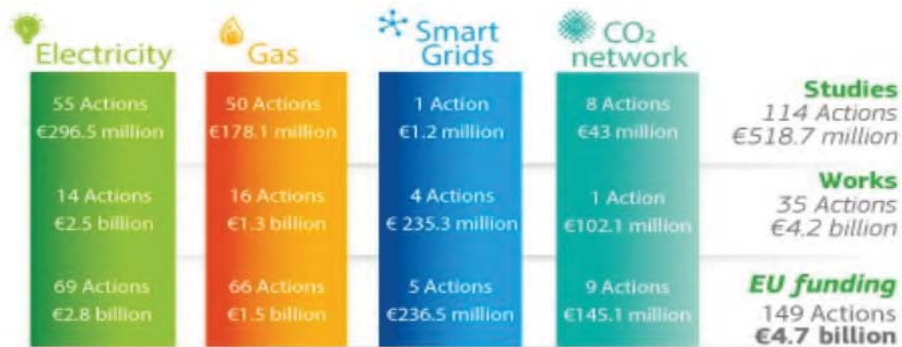 Electricity
Gas
Smart
Grids
CO₂
network
55 Actions
€296.5 million
50 Actions
€178.1 million
1 Action
€1.2 million
8 Actions
€43 million
Studies
114 Actions
€518.7 million
14 Actions
€2.5 billion
16 Actions
€1.3 billion
4 Actions
€ 235.3 million
1 Action
€102.1 million
Works
35 Actions
€4.2 billion
69 Actions
€2.8 billion
66 Actions
€1.5 billion
5 Actions
€236.5 million
9 Actions
€145.1 million
EU funding
149 Actions
€4.7 billion